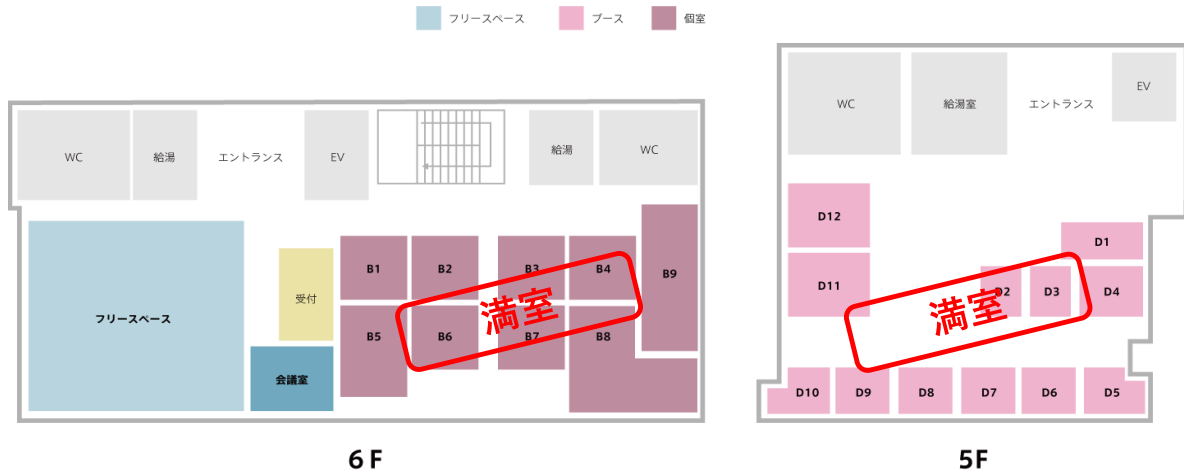 フリースペース
ブース
個室
WC
給湯
エントランス
EV
給湯
WC
フリースペース
受付
会議室
B1
B2
B3
B4
B9
B5
B6
B7
B8
満室
6F
WC
給湯室
エントランス
EV
D12
D1
D11
D2
D3
D4
満室
D10
D9
D8
D7
D6
D5
5F